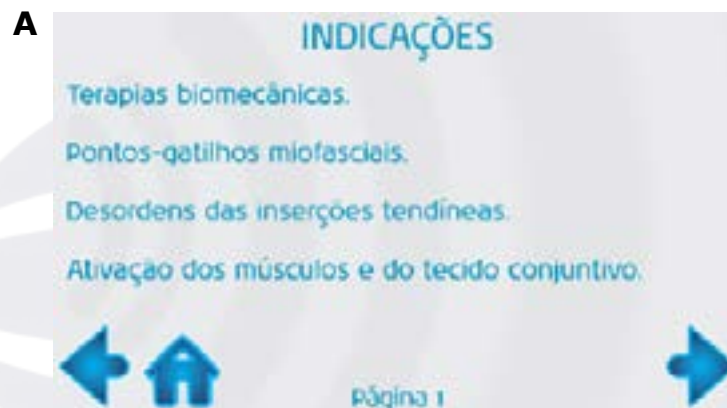 A
INDICAÇÕES
Terapias biomecânicas.
Pontos-gatilhos miofasciais.
Desordens das inserções tendíneas.
Ativação dos músculos e do tecido conjuntivo.
Página 1